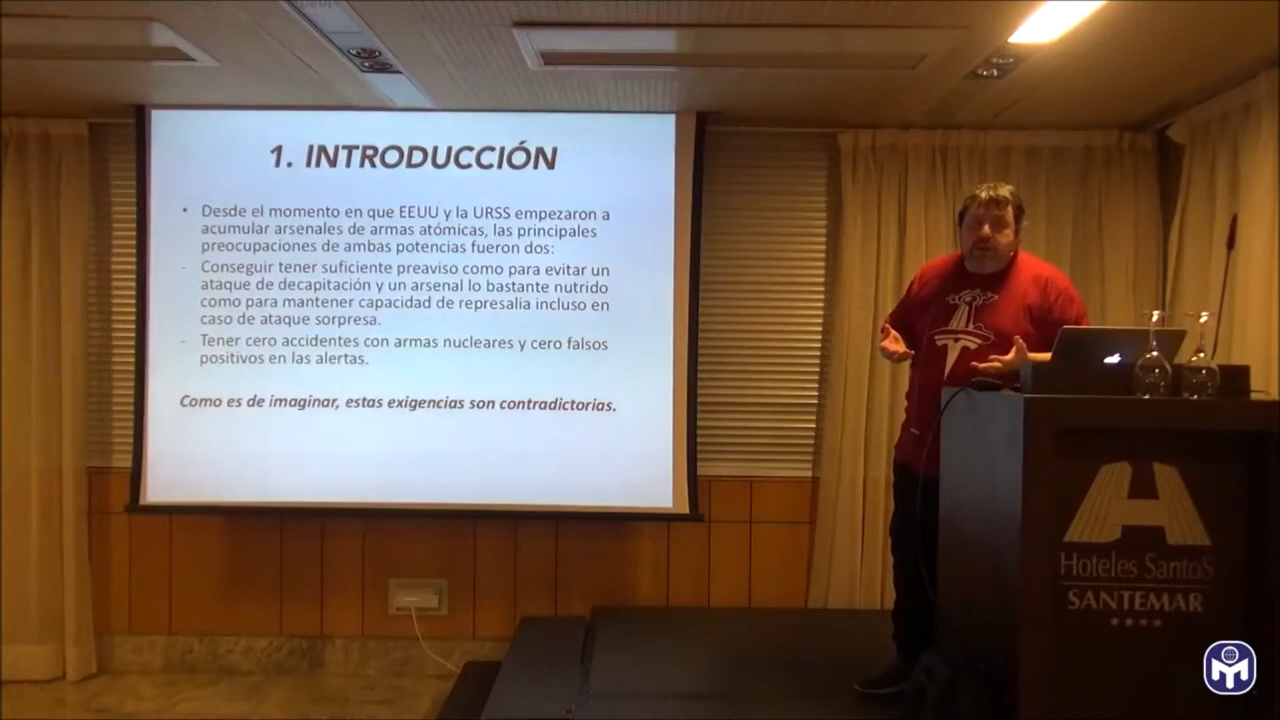 1. INTRODUCCIÓN
• Desde el momento en que EEUU y la URSS empezaron a
acumular arsenales de armas atómicas, las principales
preocupaciones de ambas potencias fueron dos:
- Conseguir tener suficiente preaviso como para evitar un
ataque de decapitación y un arsenal lo bastante nutrido
como para mantener capacidad de represalia incluso en
caso de ataque sorpresa.
- Tener cero accidentes con armas nucleares y cero falsos
positivos en las alertas.
Como es de imaginar, estas exigencias son contradictorias.
Hoteles SantoS
SANTEMAR